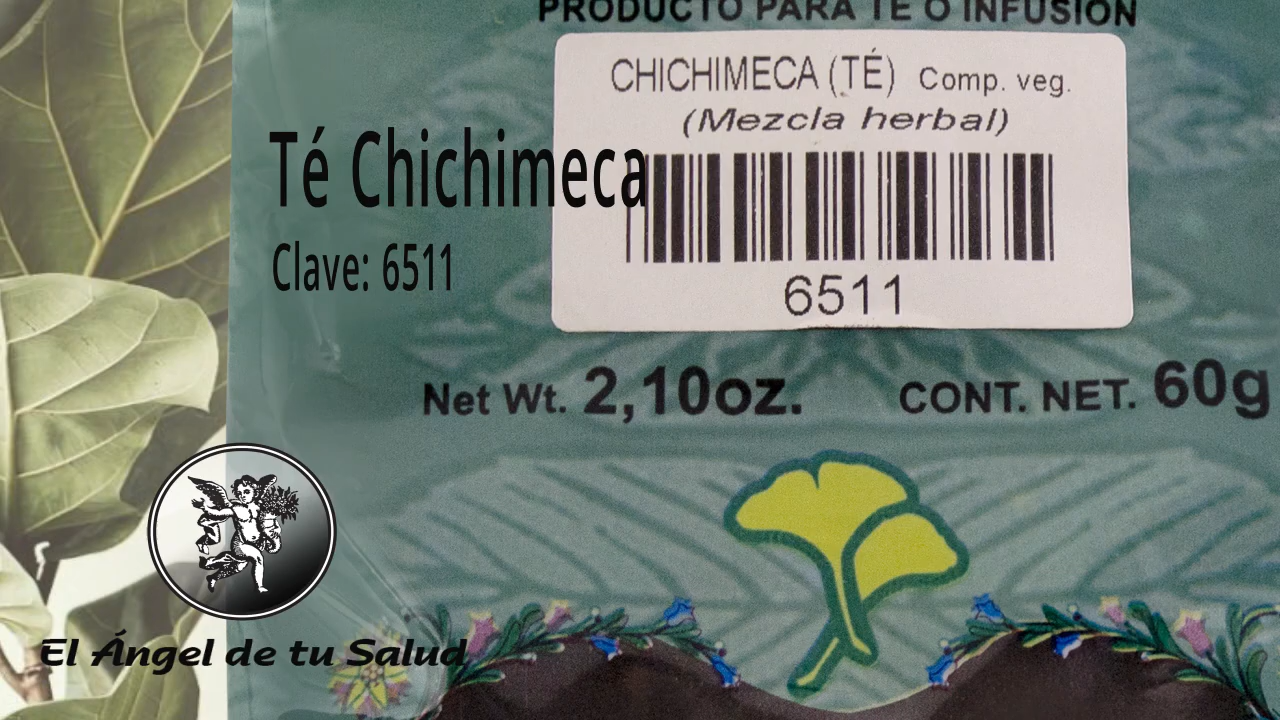 PRODUCTO PARA TÉ O INFUSIÓN
CHICHIMECA (TÉ) Comp. veg.
(Mezcla herbal)
6511
Té Chichimeca
Clave: 6511
Net Wt. 2,10oz. CONT. NET. 60g
El Ángel de tu Salud